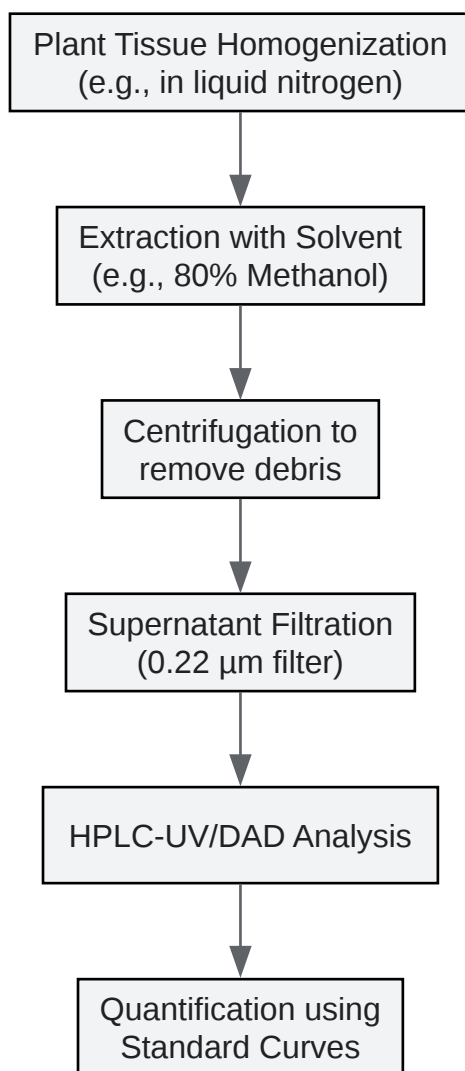 Plant Tissue Homogenization
(e.g., in liquid nitrogen)
Extraction with Solvent
(e.g., 80% Methanol)
Centrifugation to
remove debris
Supernatant Filtration
(0.22 µm filter)
HPLC-UV/DAD Analysis
Quantification using
Standard Curves